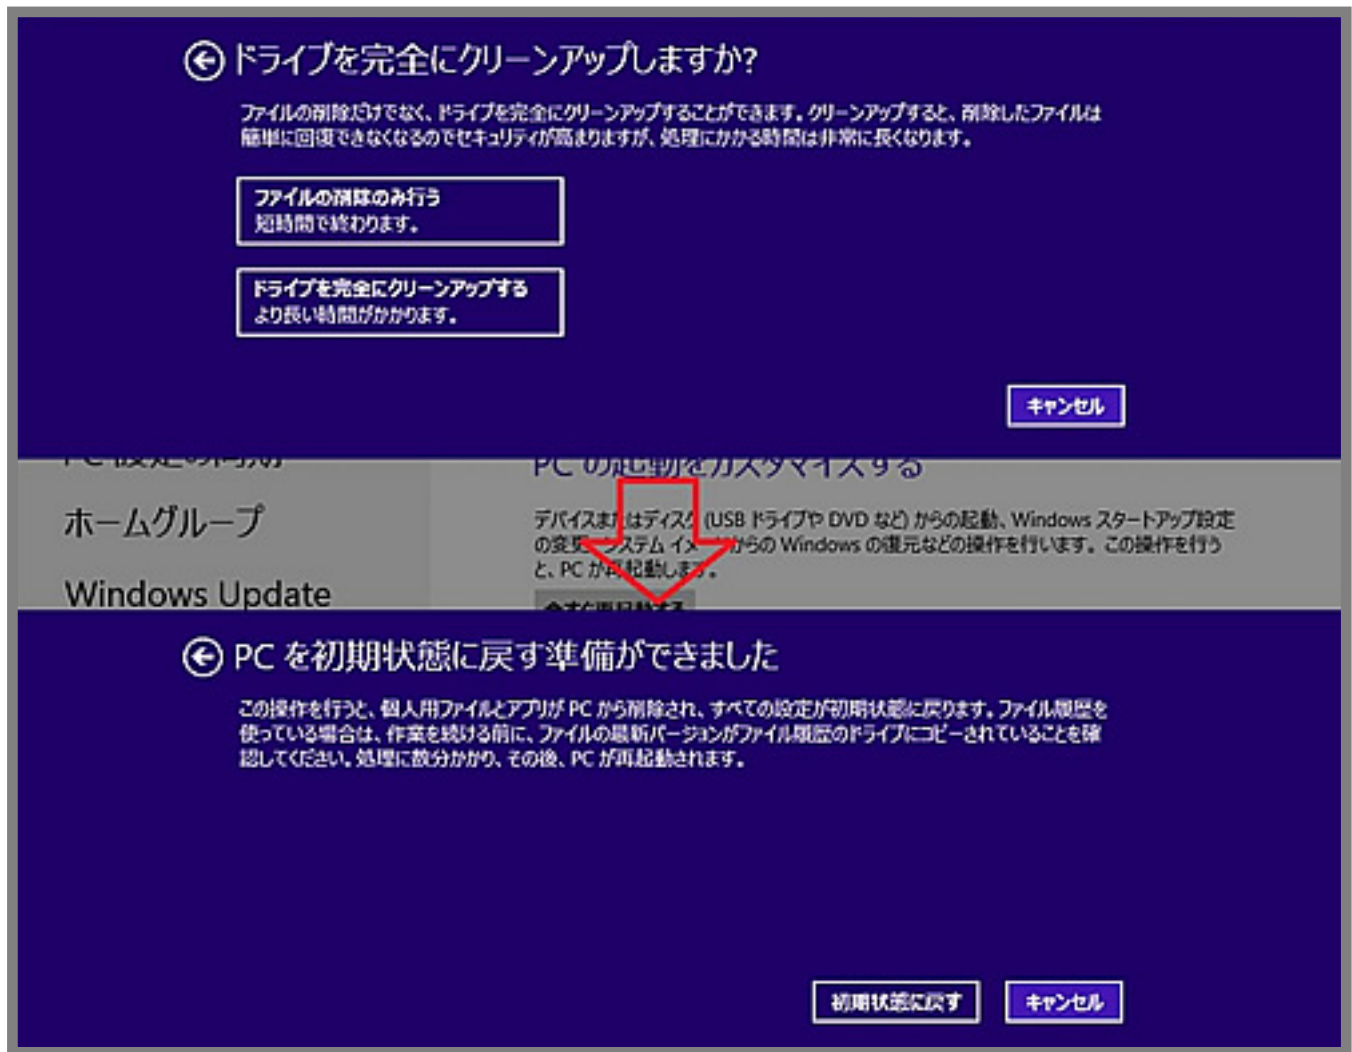 ドライブを完全にクリーンアップしますか?
ファイルの削除だけでなく、ドライブを完全にクリーンアップすることができます。クリーンアップすると、削除したファイルは
簡単に回復できなくなるのでセキュリティが高まりますが、処理にかかる時間は非常に長くなります。
ファイルの削除のみ行う
短時間で終わります。
ドライブを完全にクリーンアップする
より長い時間がかかります。
キャンセル
PC 設定の同期
PC の起動をカスタマイズする
ホームグループ
デバイスまたはディスク (USB ドライブや DVD など) からの起動、Windows スタートアップ設定
の変更、システム イメージからの Windows の復元などの操作を行います。この操作を行う
と、PC が再起動します。
Windows Update
今すぐ再起動する
PC を初期状態に戻す準備ができました
この操作を行うと、個人用ファイルとアプリが PC から削除され、すべての設定が初期状態に戻ります。ファイル履歴を
使っている場合は、作業を続ける前に、ファイルの最新バージョンがファイル履歴のドライブにコピーされていることを確
認してください。処理に数分かかり、その後、PC が再起動されます。
初期状態に戻す
キャンセル